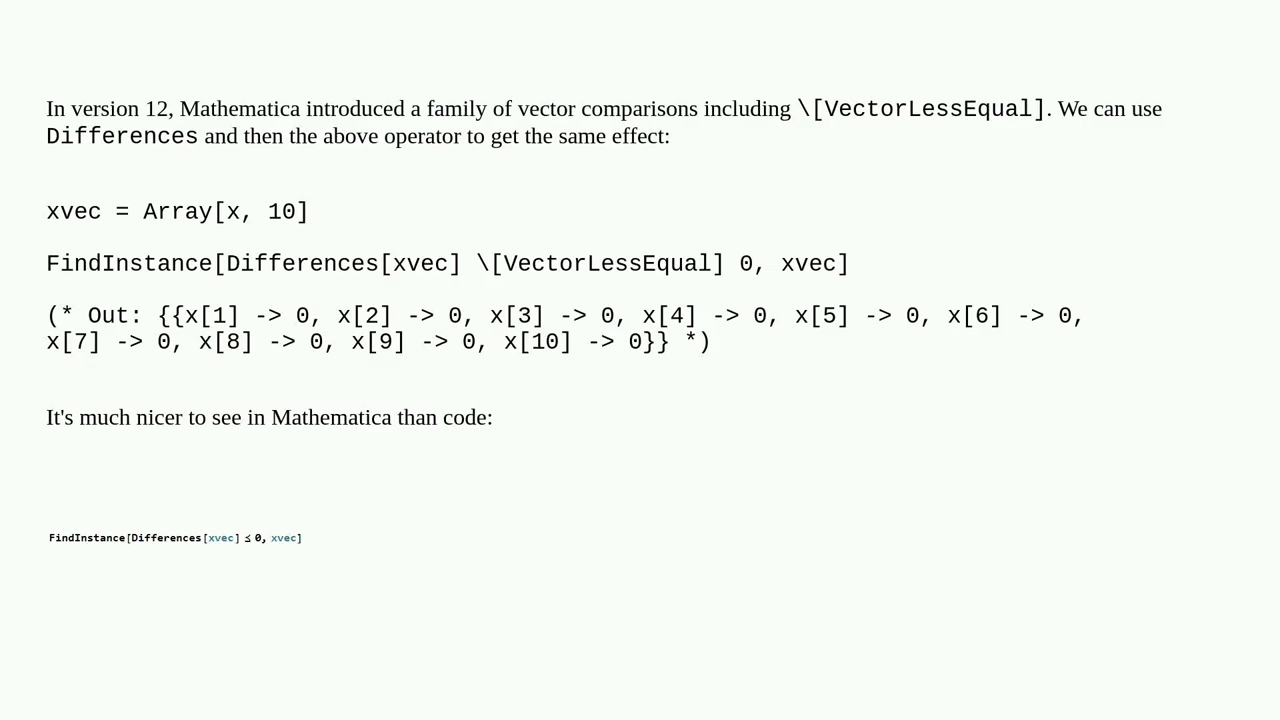 In version 12, Mathematica introduced a family of vector comparisons including \[VectorLessEqual]. We can use
Differences and then the above operator to get the same effect:
xvec = Array[x, 10]
FindInstance[Differences[xvec] \[VectorLessEqual] 0, xvec]
(* Out: {{x[1] -> 0, x[2] -> 0, x[3] -> 0, x[4] -> 0, x[5] -> 0, x[6] -> 0,
x[7] -> 0, x[8] -> 0, x[9] -> 0, x[10] -> 0}} *)
It's much nicer to see in Mathematica than code:
FindInstance[Differences[xvec] ≤ 0, xvec]